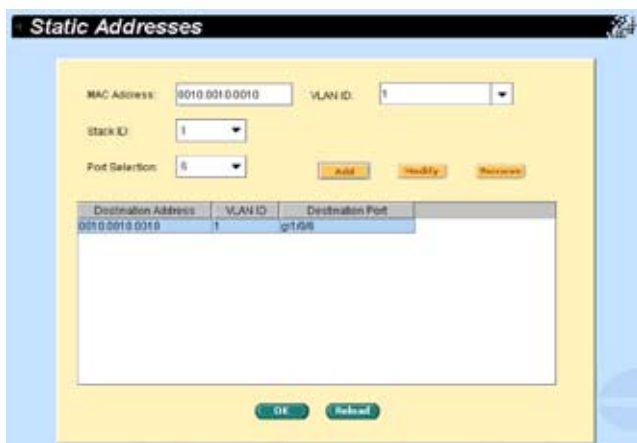 Static Addresses
MAC Address: 0010.0010.0010 VLAN ID: 1
Stack ID: 1
Port Selection: 6
Add Modify Remove
Destination Address VLAN ID Destination Port
0010.0010.0010 1 gi1/0/6
OK Reload